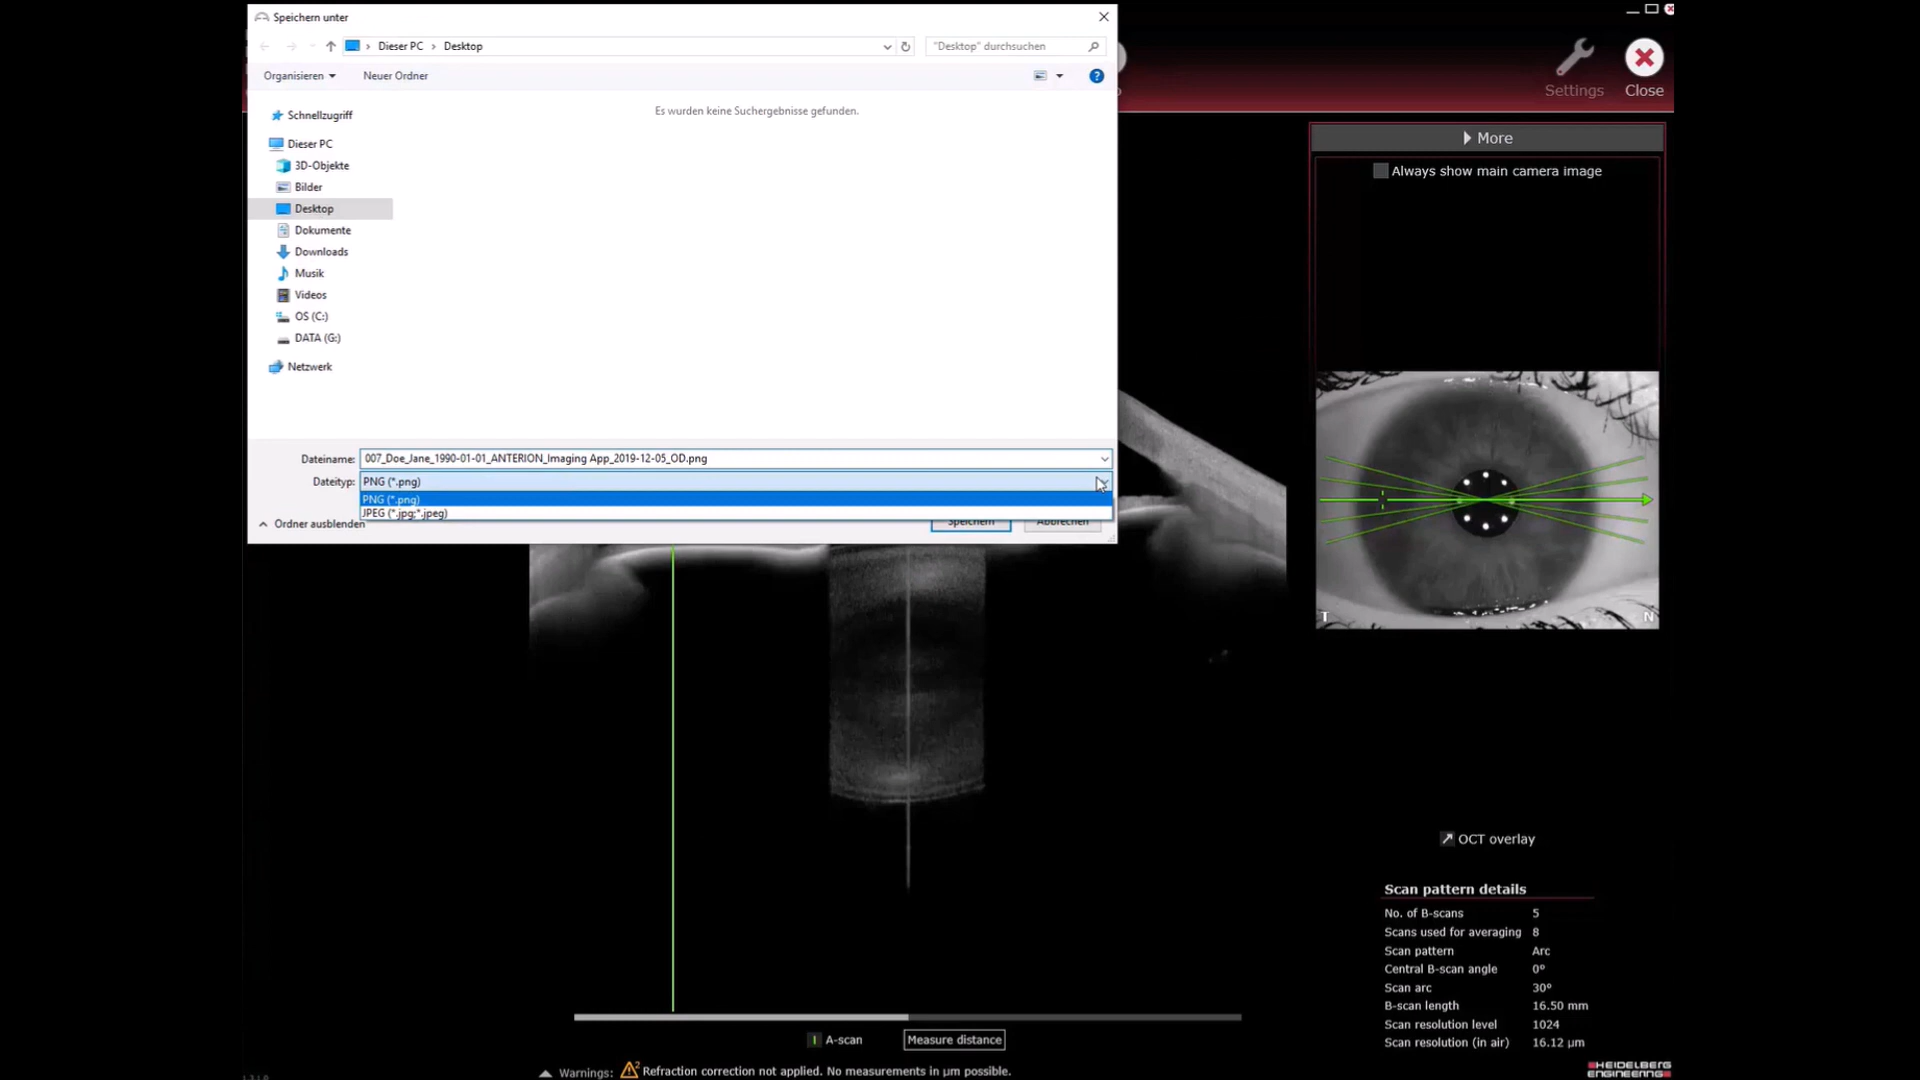 Speichern unter
Dieser PC
Desktop
"Desktop" durchsuchen
Organisieren
Neuer Ordner
Es wurden keine Suchergebnisse gefunden.
Schnellzugriff
Dieser PC
3D-Objekte
Bilder
Desktop
Dokumente
Downloads
Musik
Videos
OS (C:)
DATA (G:)
Netzwerk
Dateiname:
007_Doe_Jane_1990-01-01_ANTERION_Imaging App_2019-12-05_OD.png
Dateityp:
PNG (*.png)
PNG (*.png)
JPEG (*.jpg;*.jpeg)
Ordner ausblenden
Speichern
Abbrechen
Settings
Close
More
Always show main camera image
T
N
OCT overlay
Scan pattern details
No. of B-scans 5
Scans used for averaging 8
Scan pattern Arc
Central B-scan angle 0°
Scan arc 30°
B-scan length 16.50 mm
Scan resolution level 1024
Scan resolution (in air) 16.12 µm
A-scan
Measure distance
Warnings: 2 Refraction correction not applied. No measurements in µm possible.
HEIDELBERG
ENGINEERING